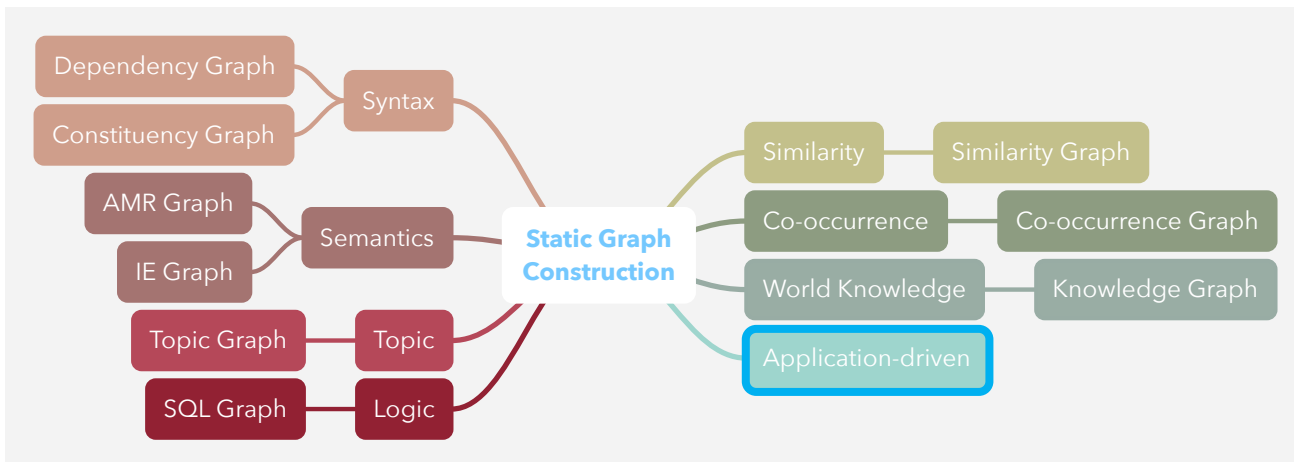 Dependency Graph
Constituency Graph
Syntax
AMR Graph
IE Graph
Semantics
Topic Graph
Topic
SQL Graph
Logic
Static Graph
Construction
Similarity
Similarity Graph
Co-occurrence
Co-occurrence Graph
World Knowledge
Knowledge Graph
Application-driven